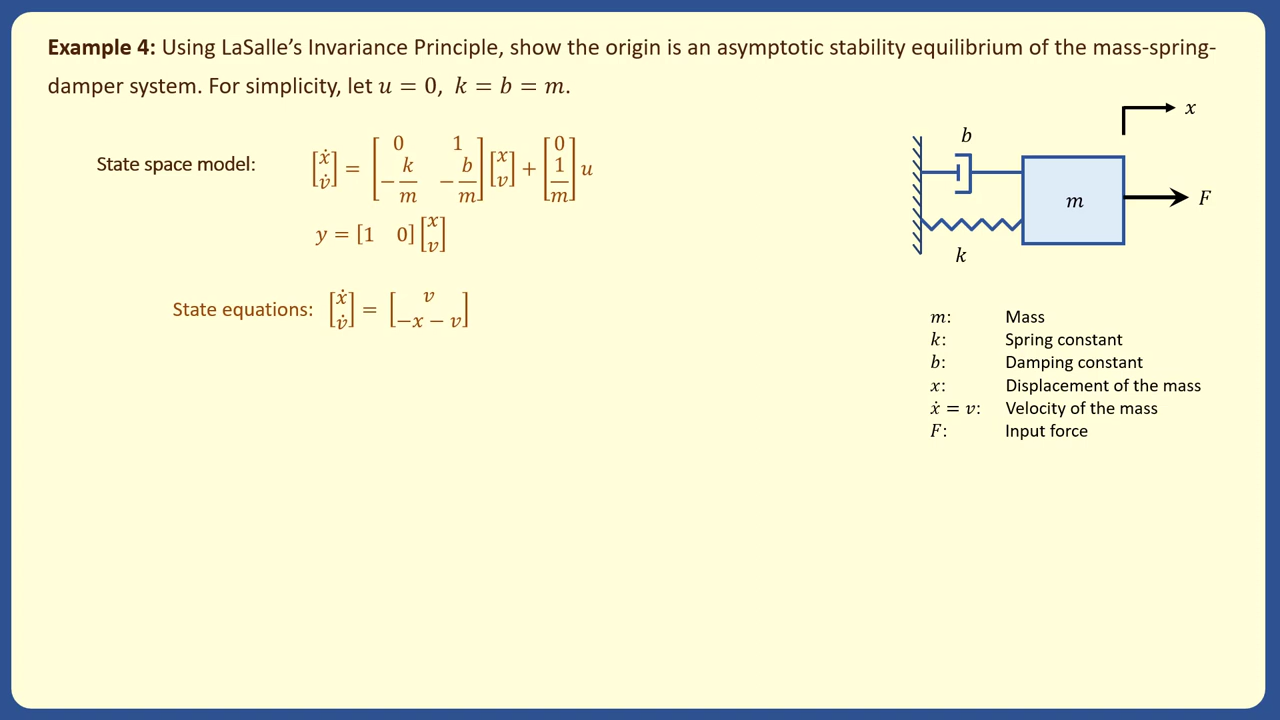 Example 4: Using LaSalle’s Invariance Principle, show the origin is an asymptotic stability equilibrium of the mass-spring-
damper system. For simplicity, let u = 0, k = b = m.
State space model: [ẋ; v̇] = [0 1; −k/m −b/m] [x; v] + [0; 1/m] u
y = [1 0] [x; v]
State equations: [ẋ; v̇] = [v; −x − v]
x
b
m
F
k
m: Mass
k: Spring constant
b: Damping constant
x: Displacement of the mass
ẋ = v: Velocity of the mass
F: Input force